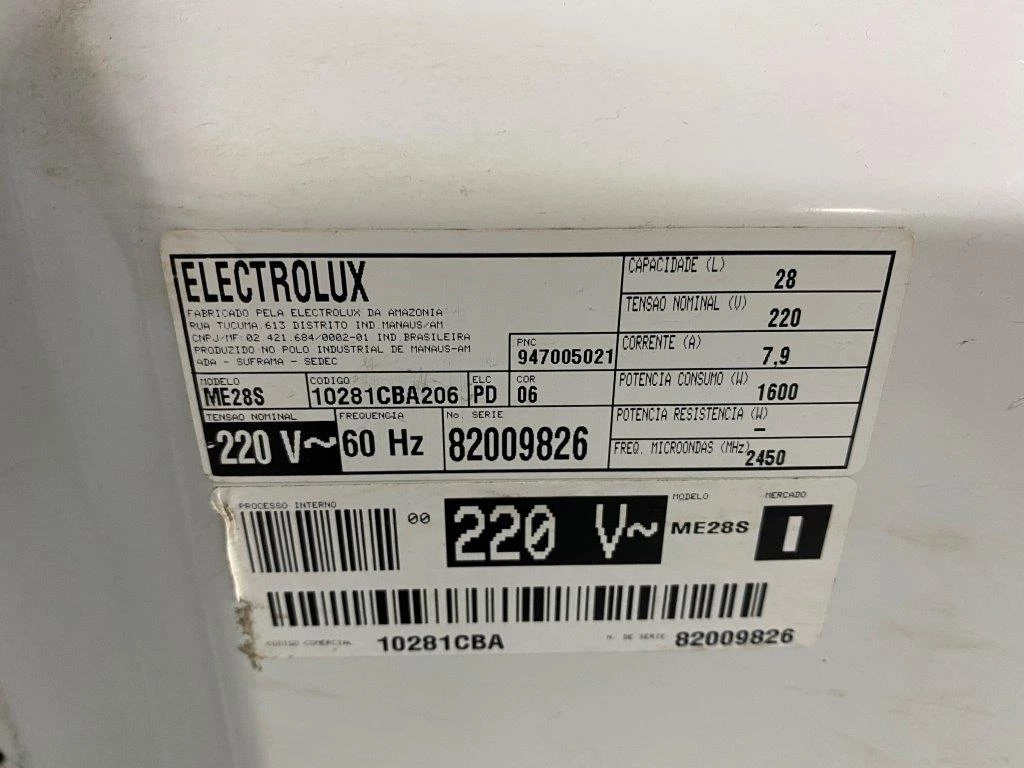 ELECTROLUX
FABRICADO PELA ELECTROLUX DA AMAZONIA
RUA TUCUMA.613 DISTRITO IND.MANAUS/AM
CNPJ/MF:02 421.684/0002-01 IND.BRASILEIRA
PRODUZIDO NO POLO INDUSTRIAL DE MANAUS-AM
ADA - SUFRAMA - SEDEC
PNC
947005021
MODELO
ME28S
CODIGO
10281CBA206
ELC
PD
COR
06
TENSAO NOMINAL
220 V~
FREQUENCIA
60 Hz
No. SERIE
82009826
CAPACIDADE (L)
28
TENSAO NOMINAL (V)
220
CORRENTE (A)
7,9
POTENCIA CONSUMO (W)
1600
POTENCIA RESISTENCIA (W)
–
FREQ. MICROONDAS (MHz)
2450
PROCESSO INTERNO
00
220 V~
MODELO
ME28S
MERCADO
I
CODIGO COMERCIAL
10281CBA
N. DE SERIE
82009826